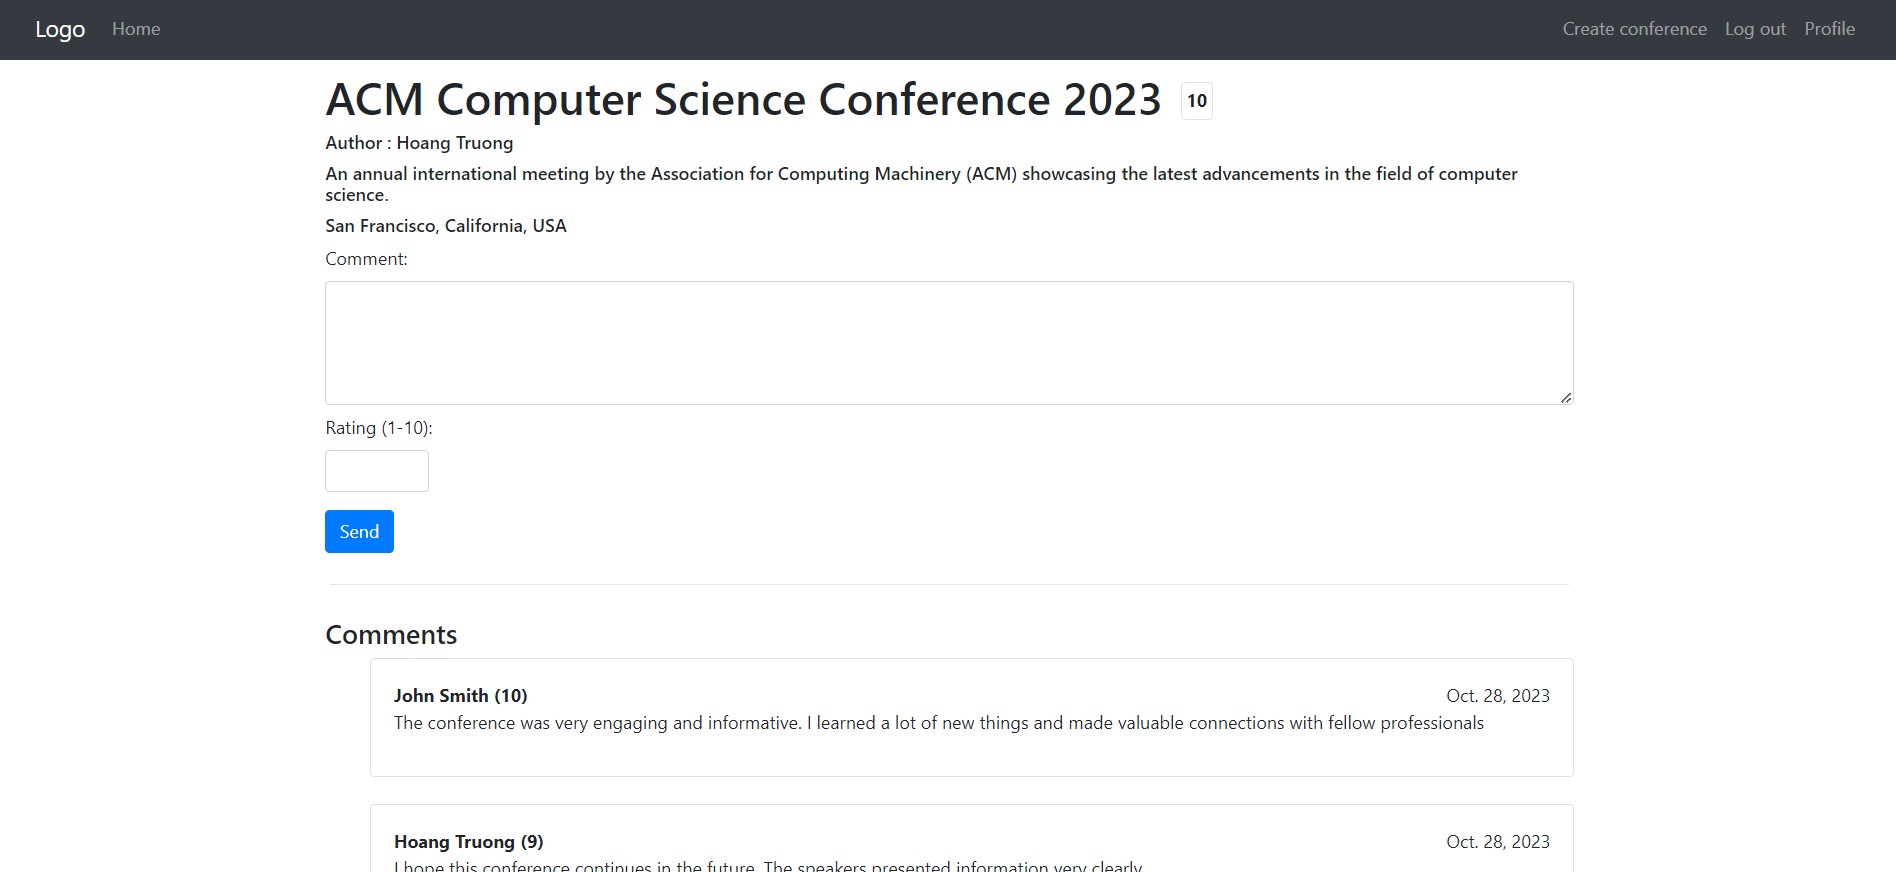 Logo Home Create conference Log out Profile
ACM Computer Science Conference 2023 10
Author : Hoang Truong
An annual international meeting by the Association for Computing Machinery (ACM) showcasing the latest advancements in the field of computer
science.
San Francisco, California, USA
Comment:
Rating (1-10):
Send
Comments
John Smith (10) Oct. 28, 2023
The conference was very engaging and informative. I learned a lot of new things and made valuable connections with fellow professionals
Hoang Truong (9) Oct. 28, 2023
I hope this conference continues in the future. The speakers presented information very clearly